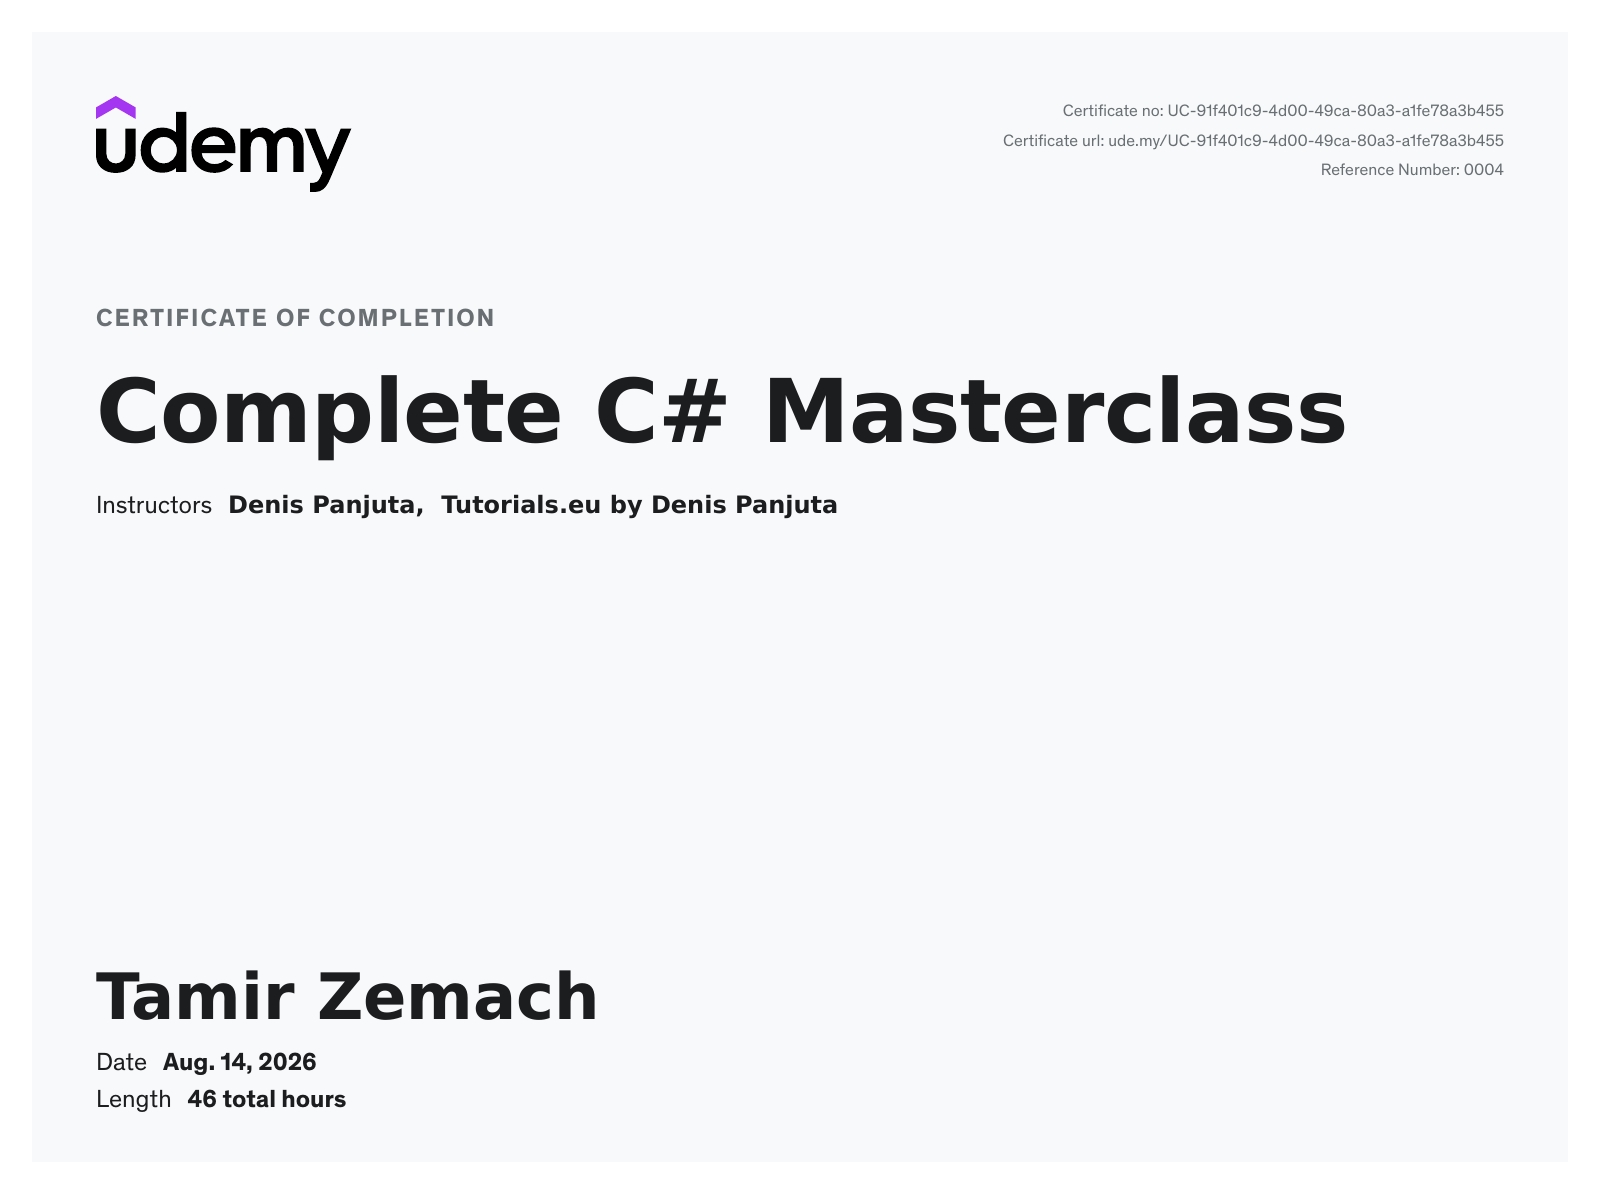 udemy
Certificate no: UC-91f401c9-4d00-49ca-80a3-a1fe78a3b455
Certificate url: ude.my/UC-91f401c9-4d00-49ca-80a3-a1fe78a3b455
Reference Number: 0004
CERTIFICATE OF COMPLETION
Complete C# Masterclass
Instructors Denis Panjuta, Tutorials.eu by Denis Panjuta
Tamir Zemach
Date Aug. 14, 2026
Length 46 total hours